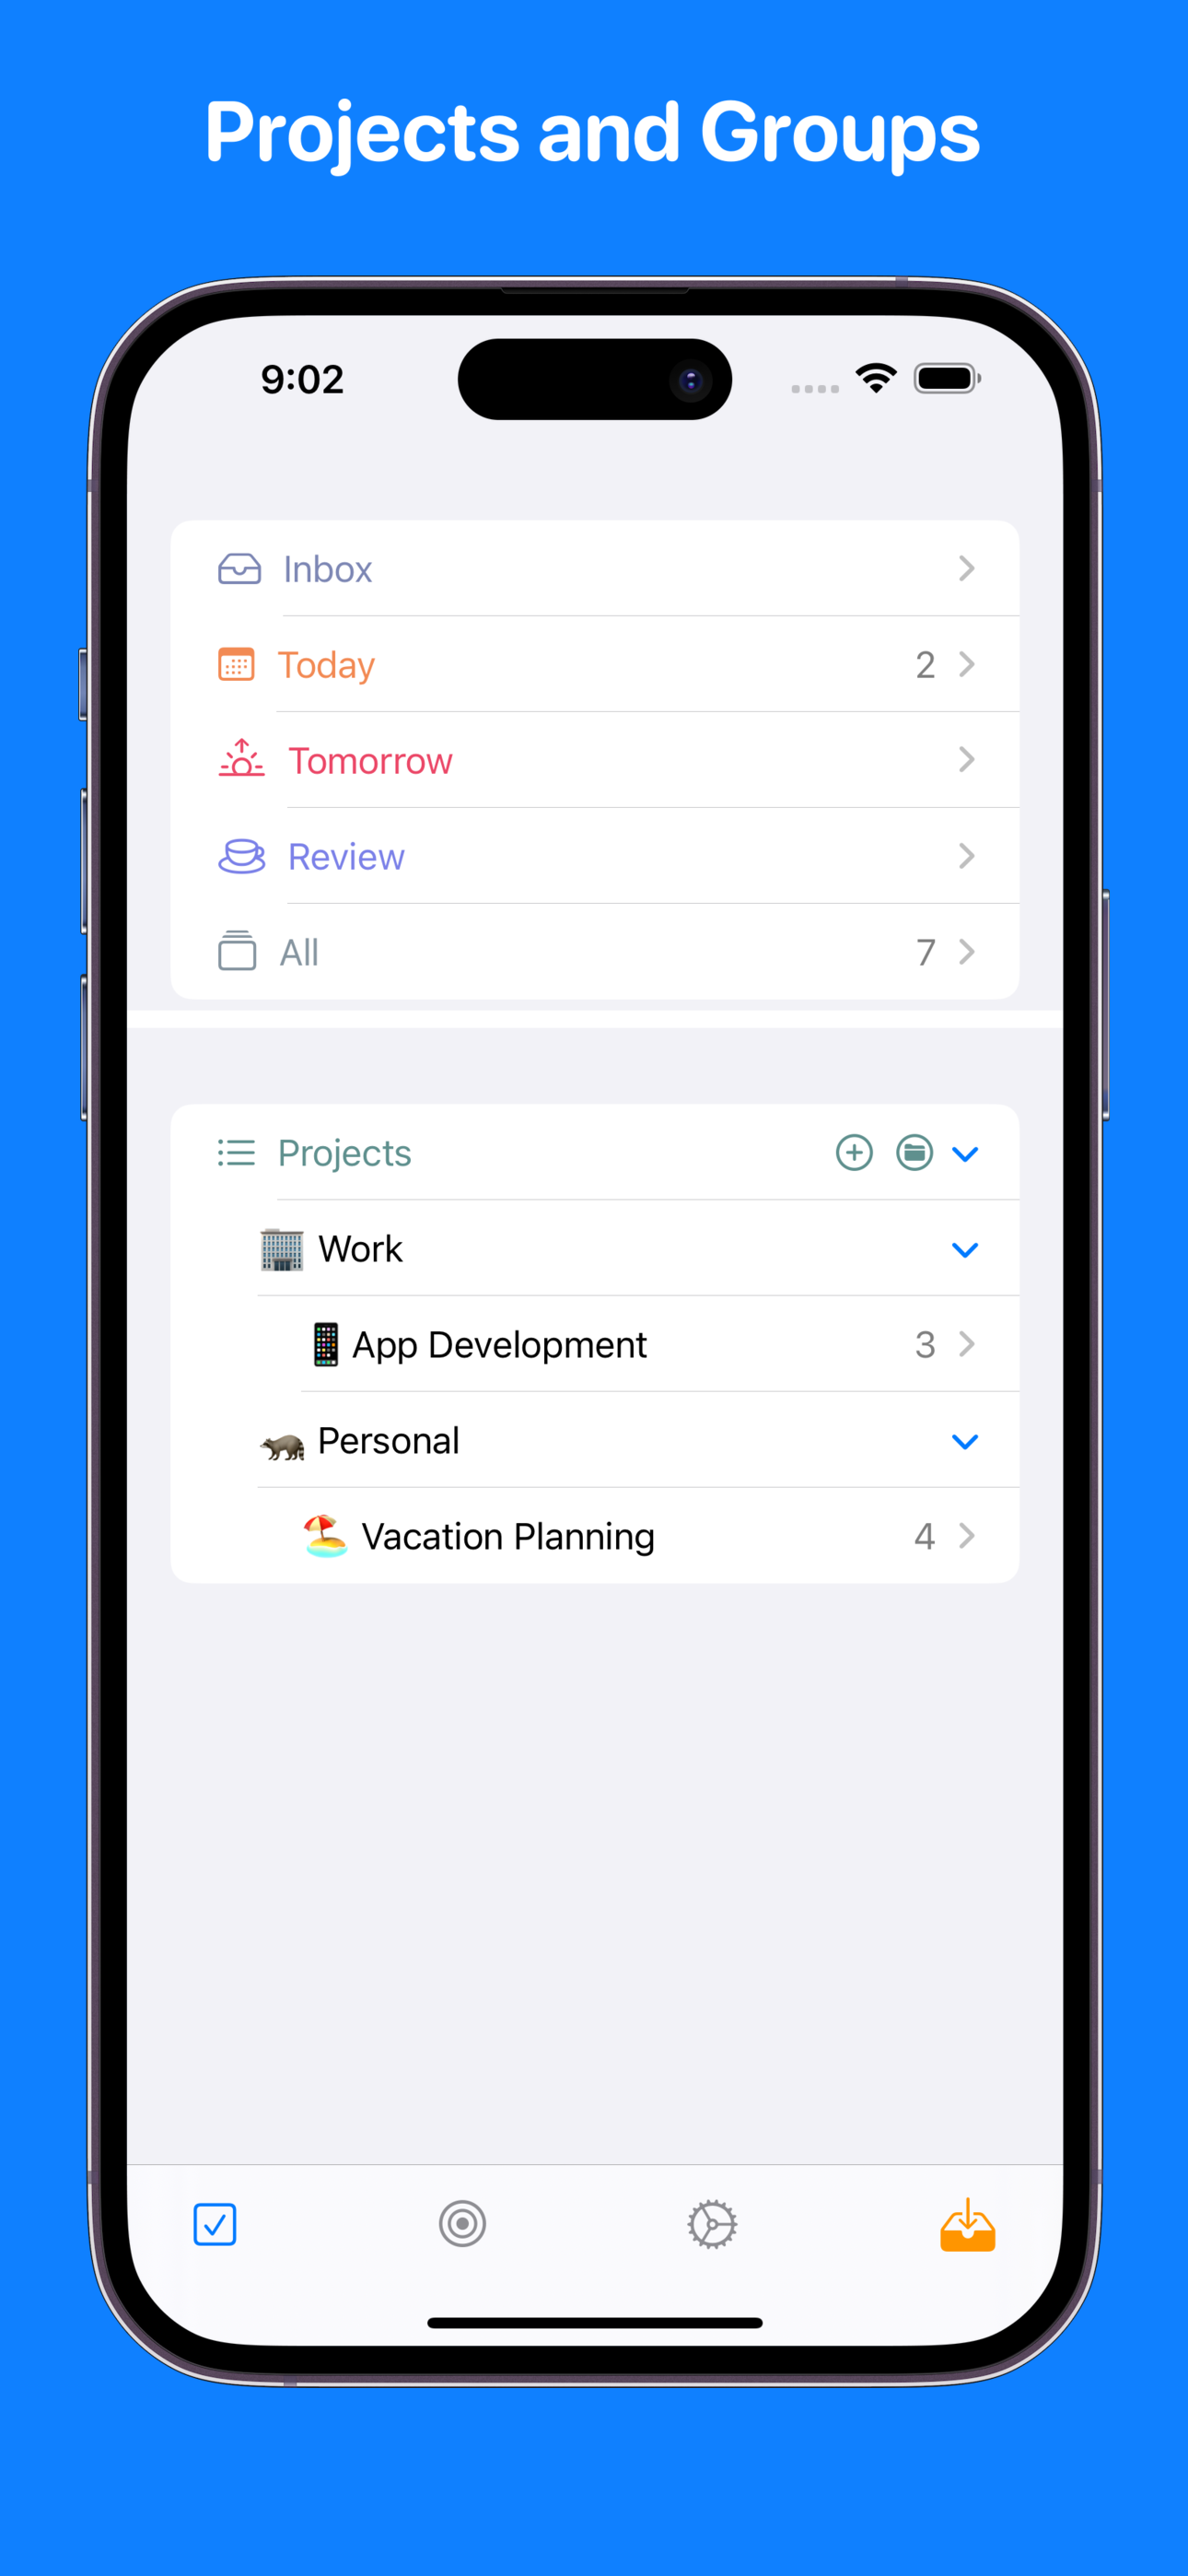 Projects and Groups
9:02
Inbox
Today 2
Tomorrow
Review
All 7
Projects
Work
App Development 3
Personal
Vacation Planning 4